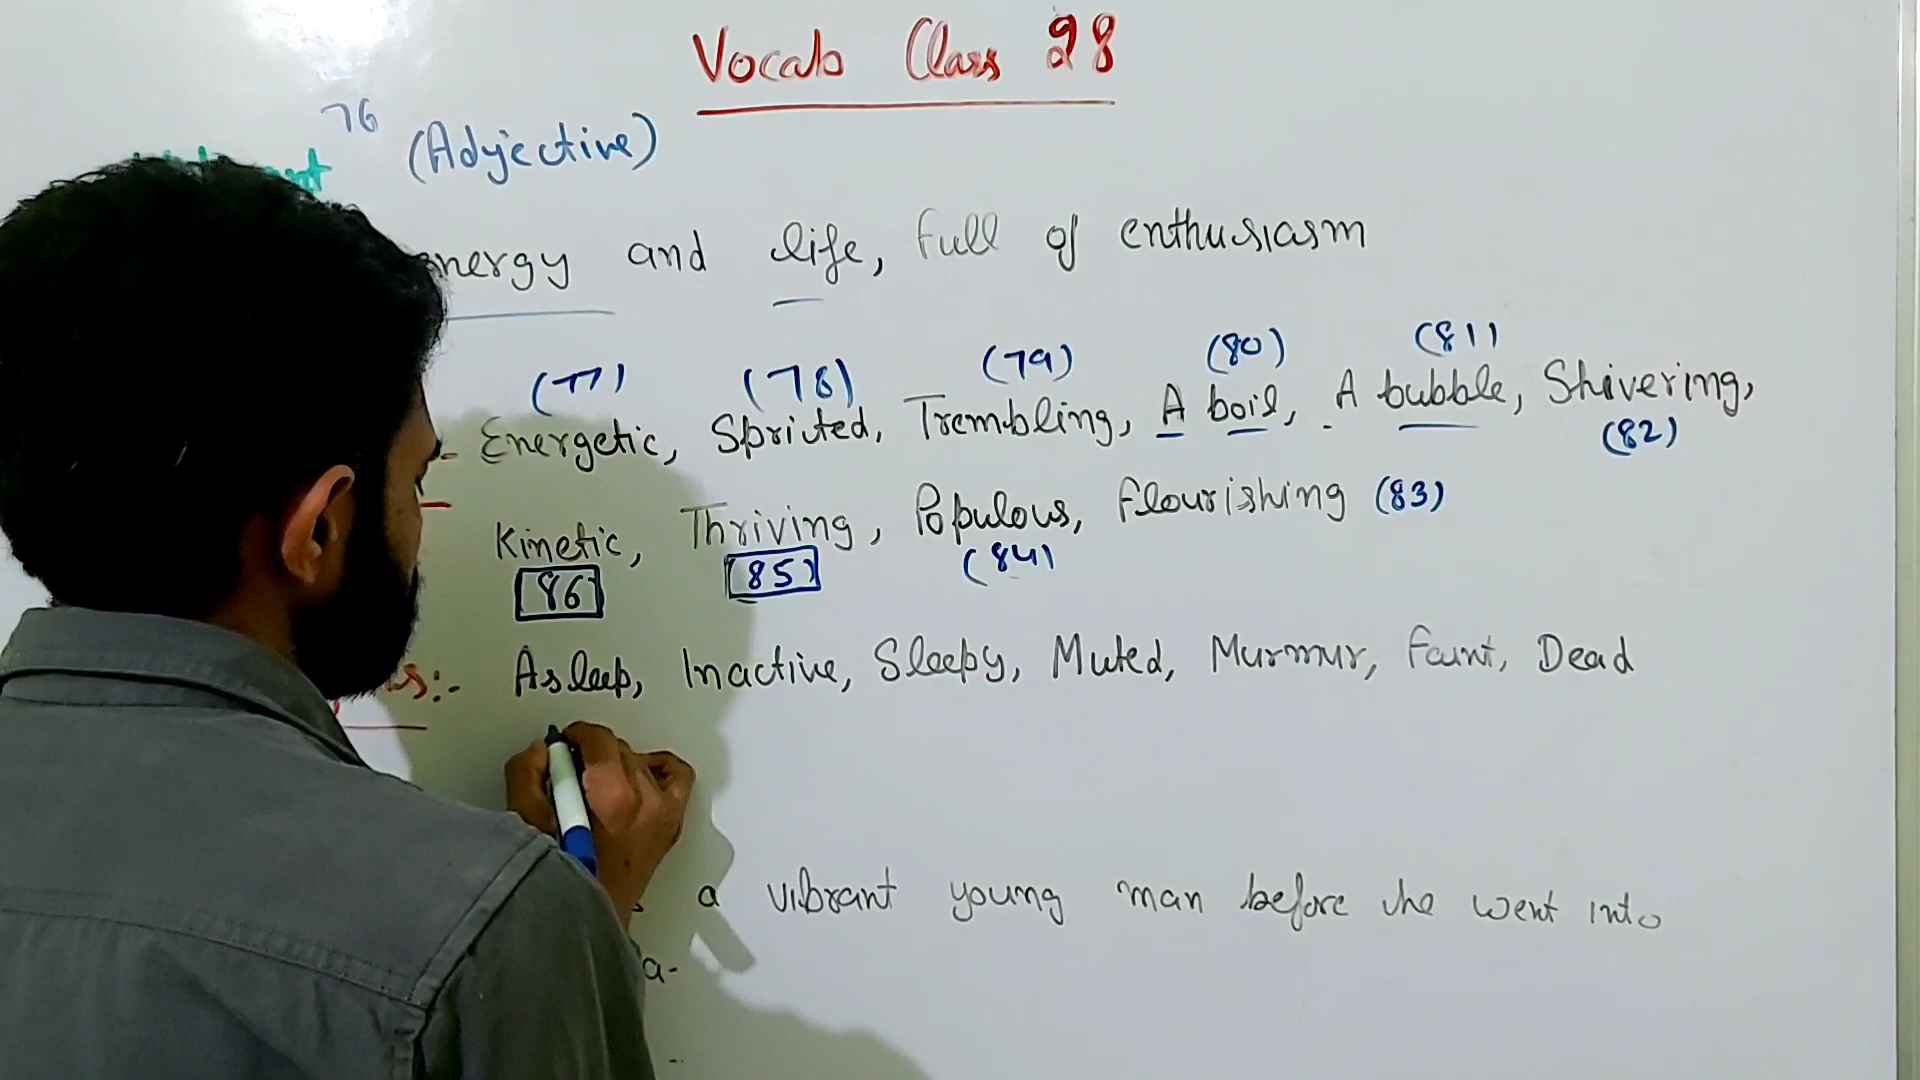 Vocab Class 28
76 (Adjective)
energy and life, full of enthusiasm
(77) (78) (79) (80) (81)
Energetic, Sprited, Trembling, A boil, A bubble, Shivering,
(82)
Kinetic, Thriving, Populous, Flourishing (83)
86 (85) (84)
:- Asleep, Inactive, Sleepy, Muted, Murmur, Faint, Dead
a vibrant young man before he went into
a-